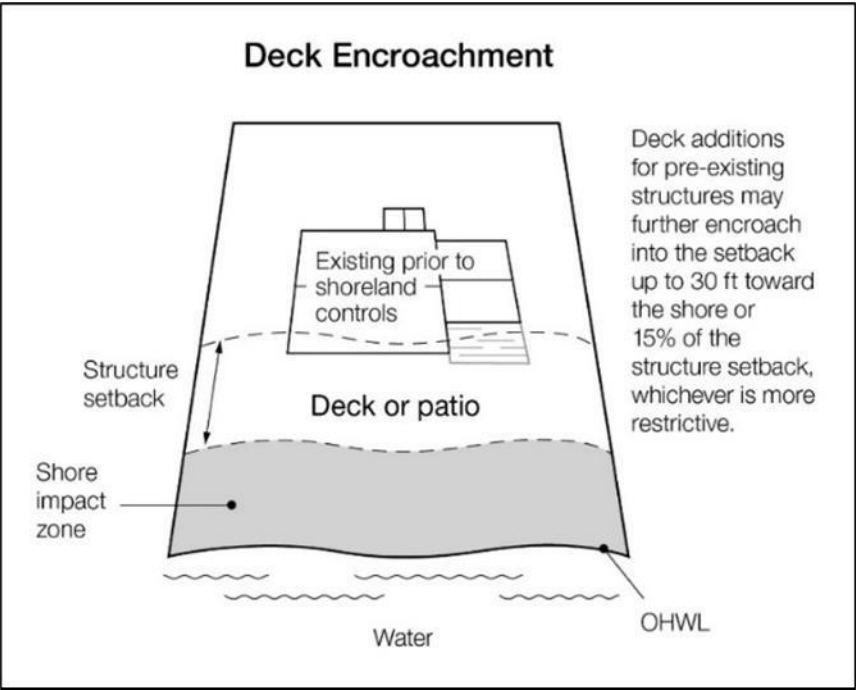 Deck Encroachment
Deck additions
for pre-existing
structures may
further encroach
into the setback
up to 30 ft toward
the shore or
15% of the
structure setback,
whichever is more
restrictive.
Existing prior to
shoreland
controls
Structure
setback
Deck or patio
Shore
impact
zone
OHWL
Water